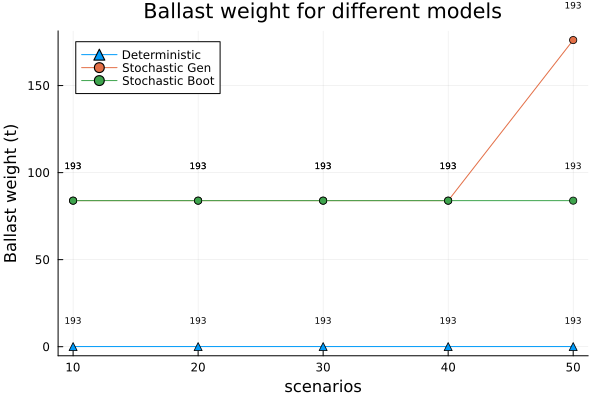 193
Ballast weight for different models
Deterministic
Stochastic Gen
Stochastic Boot
Ballast weight (t)
150
100
50
0
193 193 193 193 193
193 193 193 193 193
10 20 30 40 50
scenarios